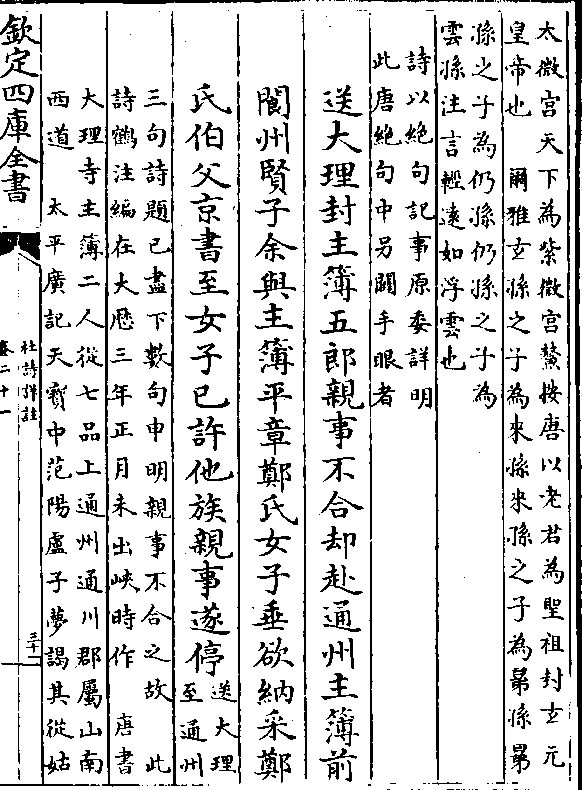 太微宫天下為紫微宫鰲按唐以老君為聖祖封玄元
皇帝也　爾雅玄孫之子為來孫來孫之子為晜孫晜
孫之子為仍孫仍孫之子為
雲孫注言輕逺如浮雲也
詩以絶句記事原委詳明
此唐絶句中另闢手眼者
送大理封主簿五郎親事不合却赴通州主簿前
閬州賢子余與主簿平章鄭氏女子垂欲納采鄭
氏伯父京書至女子已許他族親事遂停
送大理
至通州
三句詩題已盡下數句申明親事不合之故　此
詩鶴注編在大厯三年正月未出峽時作　唐書
大理寺主簿二人從七品上通州通川郡屬山南
西道　太平廣記天寳中范陽盧子夢謁其從姑
欽定四庫全書
杜詩詳註
卷二十一
三十二